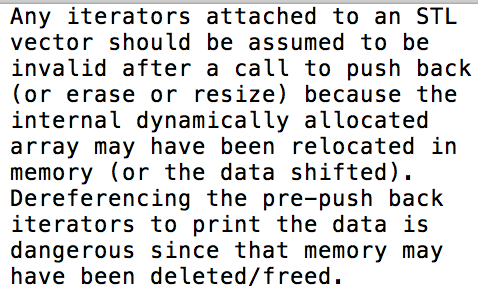 Any iterators attached to an STL
vector should be assumed to be
invalid after a call to push back
(or erase or resize) because the
internal dynamically allocated
array may have been relocated in
memory (or the data shifted).
Dereferencing the pre-push back
iterators to print the data is
dangerous since that memory may
have been deleted/freed.